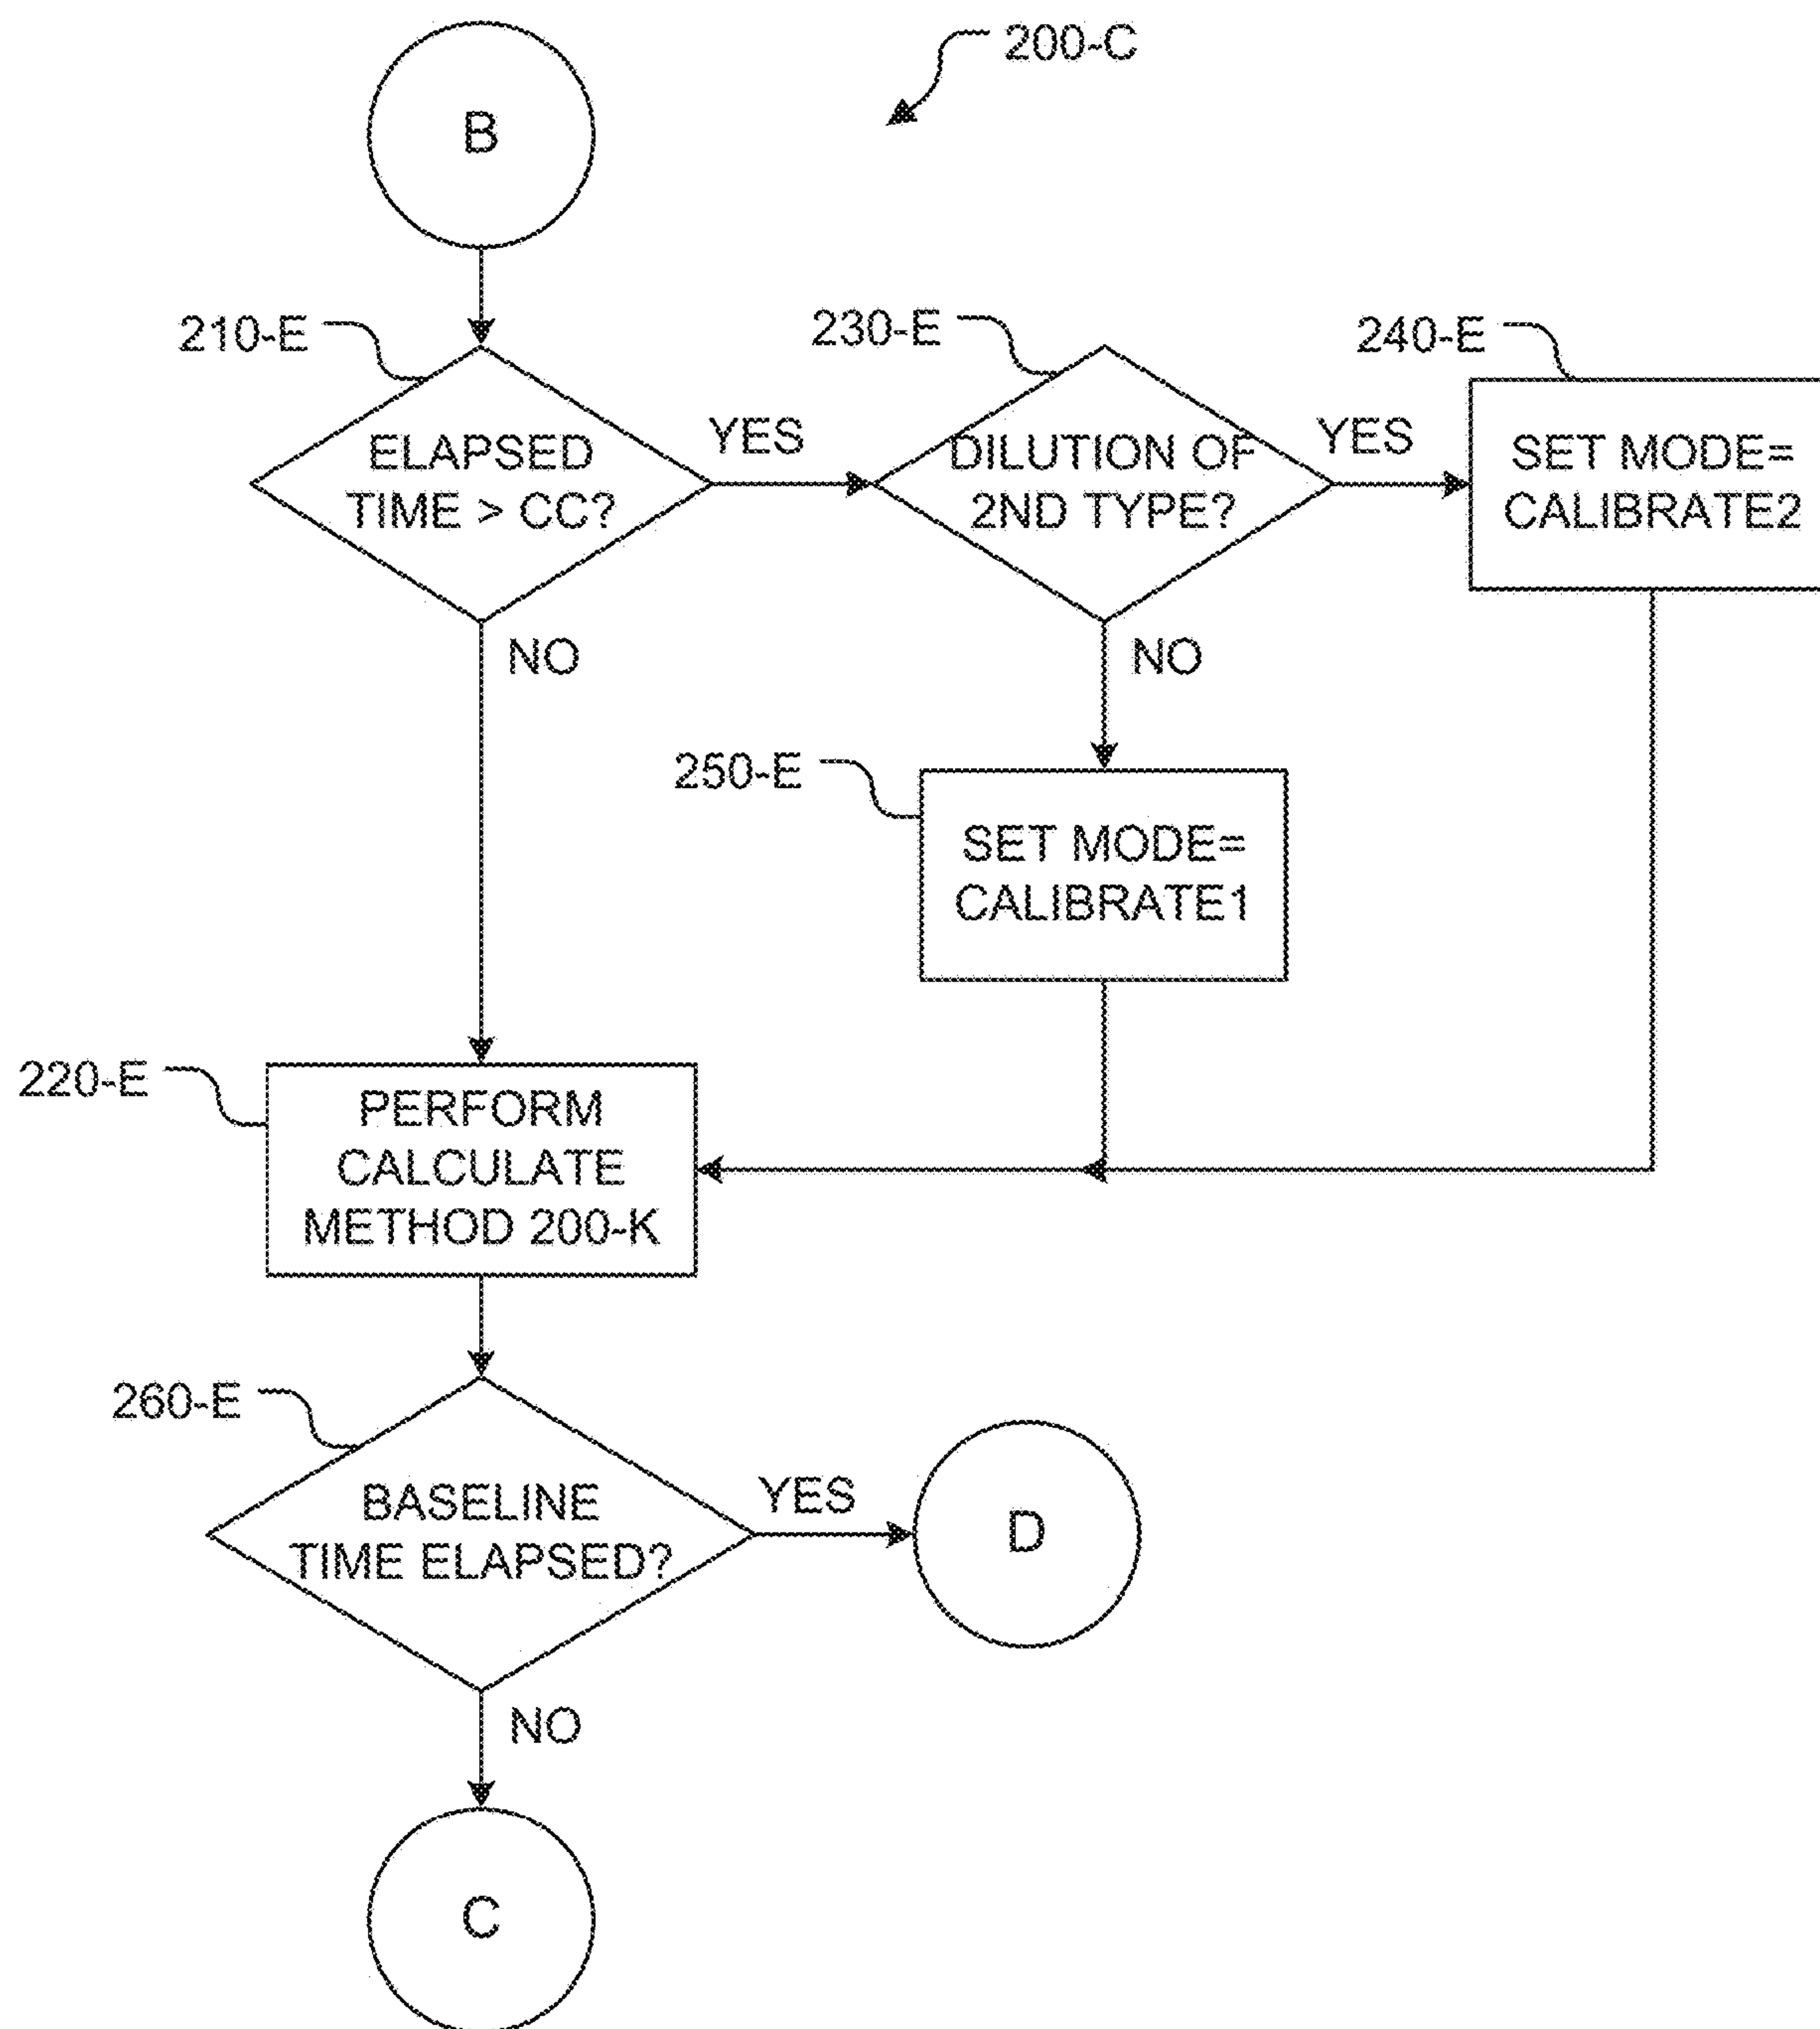 200-C
B
210-E
230-E
240-E
ELAPSED
TIME > CC?
YES
DILUTION OF
2ND TYPE?
YES
SET MODE=
CALIBRATE2
NO
NO
250-E
SET MODE=
CALIBRATE1
220-E
PERFORM
CALCULATE
METHOD 200-K
260-E
BASELINE
TIME ELAPSED?
YES
D
NO
C